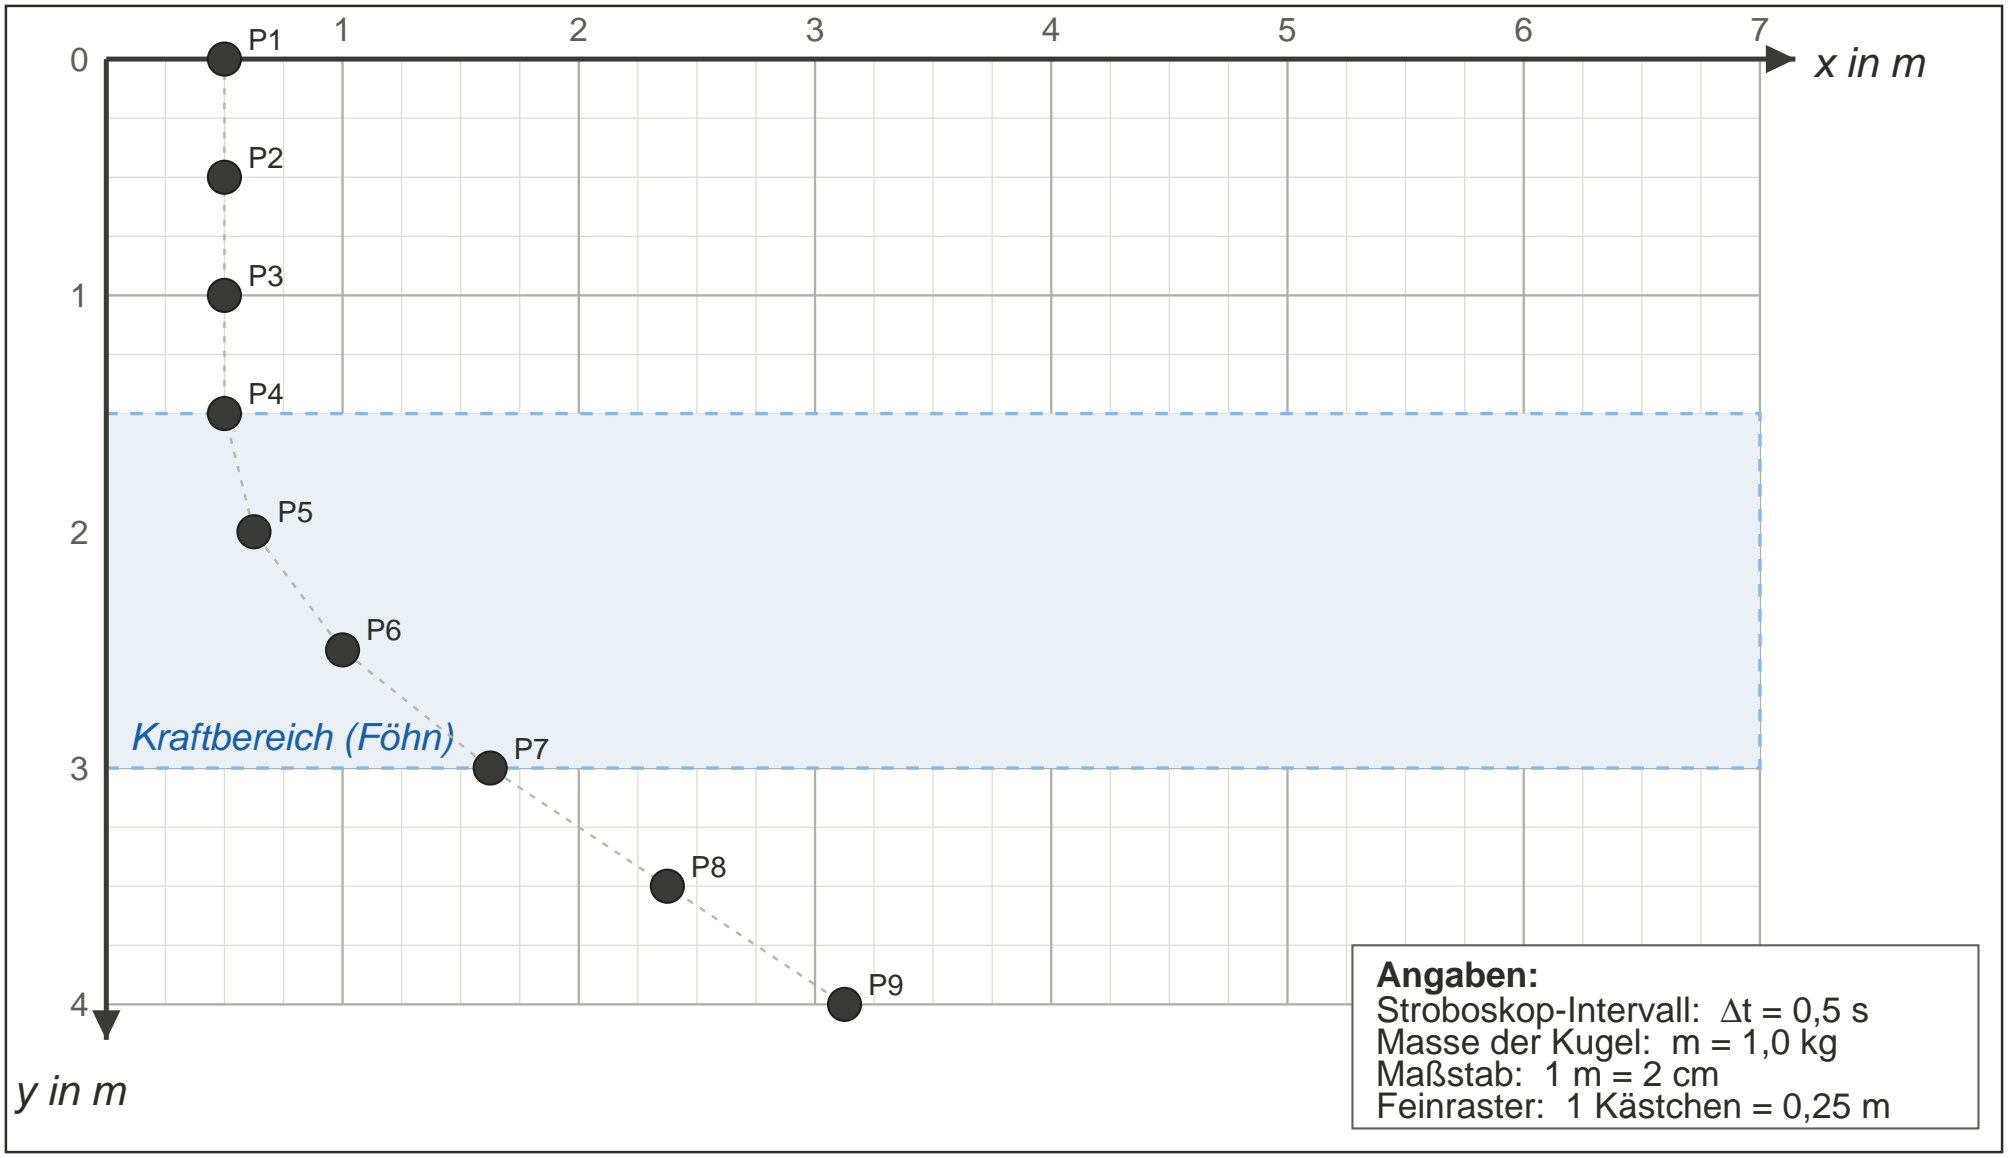 1 2 3 4 5 6 7
x in m
0
P1
P2
P3
1
P4
P5
2
P6
Kraftbereich (Föhn)
P7
3
P8
P9
4
y in m
Angaben:
Stroboskop-Intervall: Δt = 0,5 s
Masse der Kugel: m = 1,0 kg
Maßstab: 1 m = 2 cm
Feinraster: 1 Kästchen = 0,25 m